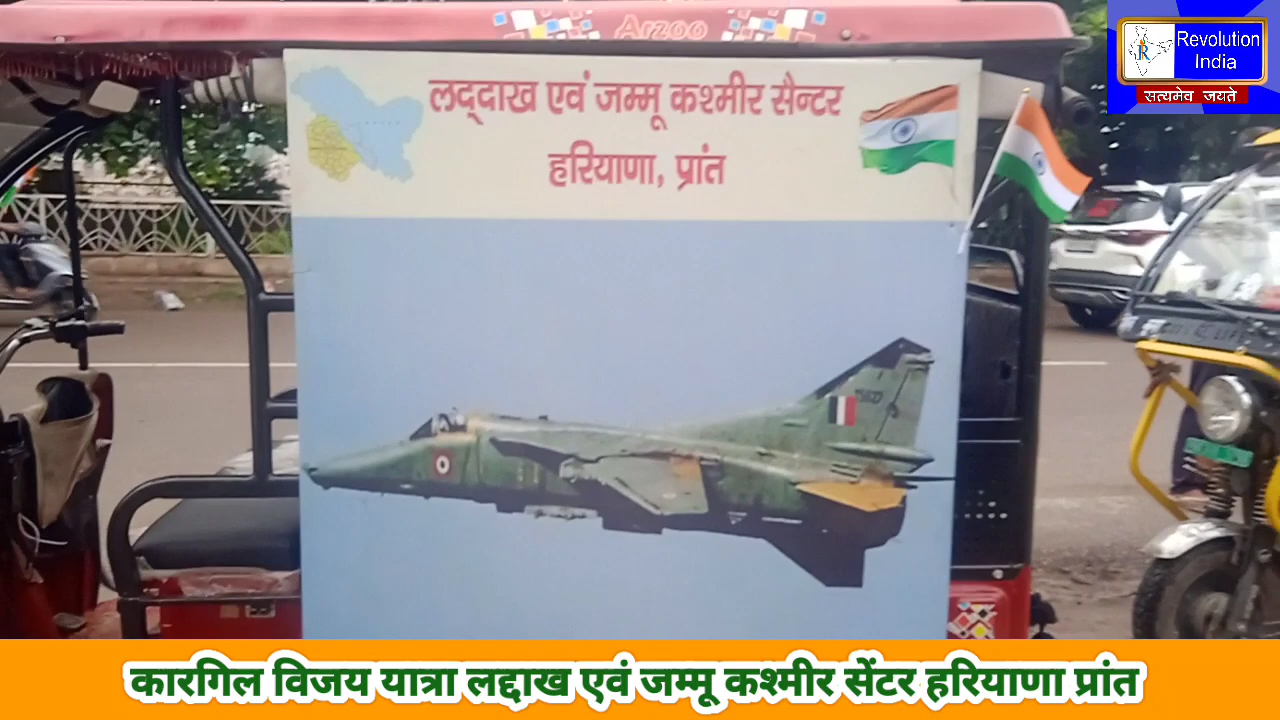 Arzoo
Revolution
India
सत्यमेव जयते
लद्दाख एवं जम्मू कश्मीर सैन्टर
हरियाणा, प्रांत
कारगिल विजय यात्रा लद्दाख एवं जम्मू कश्मीर सेंटर हरियाणा प्रांत